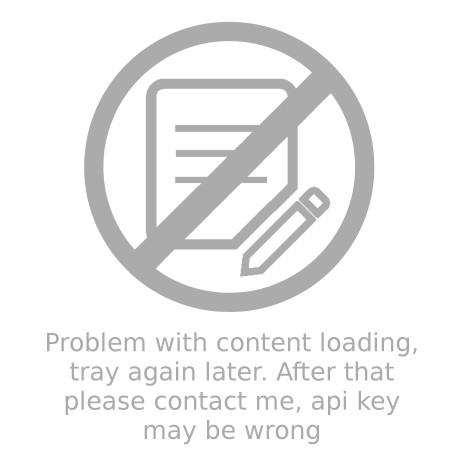 Problem with content loading,
tray again later. After that
please contact me, api key
may be wrong